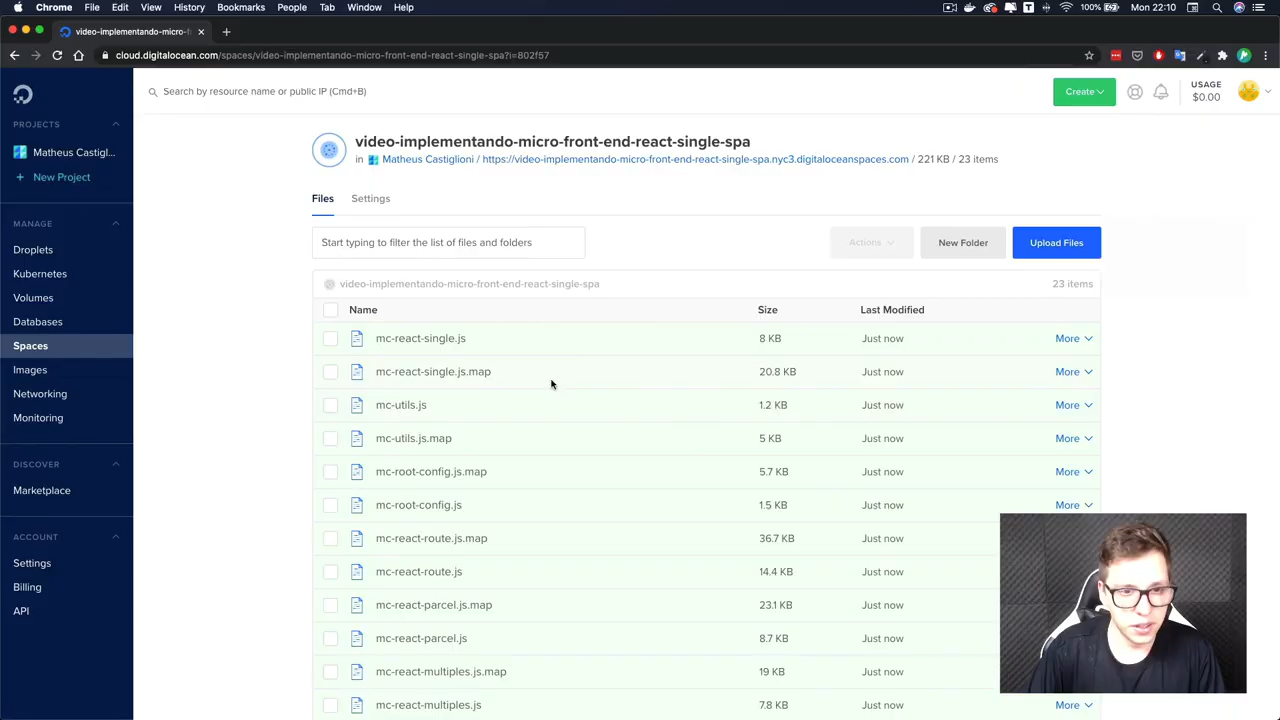 Chrome File Edit View History Bookmarks People Tab Window Help 100% Mon 22:10
video-implementando-micro-f
cloud.digitalocean.com/spaces/video-implementando-micro-front-end-react-single-spa?i=802f57
Search by resource name or public IP (Cmd+B)
Create
USAGE
$0.00
PROJECTS
Matheus Castigl...
+ New Project
MANAGE
Droplets
Kubernetes
Volumes
Databases
Spaces
Images
Networking
Monitoring
DISCOVER
Marketplace
ACCOUNT
Settings
Billing
API
video-implementando-micro-front-end-react-single-spa
in Matheus Castiglioni / https://video-implementando-micro-front-end-react-single-spa.nyc3.digitaloceanspaces.com / 221 KB / 23 items
Files Settings
Start typing to filter the list of files and folders
Actions New Folder Upload Files
video-implementando-micro-front-end-react-single-spa 23 items
Name Size Last Modified
mc-react-single.js 8 KB Just now More
mc-react-single.js.map 20.8 KB Just now More
mc-utils.js 1.2 KB Just now More
mc-utils.js.map 5 KB Just now More
mc-root-config.js.map 5.7 KB Just now More
mc-root-config.js 1.5 KB Just now More
mc-react-route.js.map 36.7 KB Just now
mc-react-route.js 14.4 KB Just now
mc-react-parcel.js.map 23.1 KB Just now
mc-react-parcel.js 8.7 KB Just now
mc-react-multiples.js.map 19 KB Just now
mc-react-multiples.js 7.8 KB Just now More